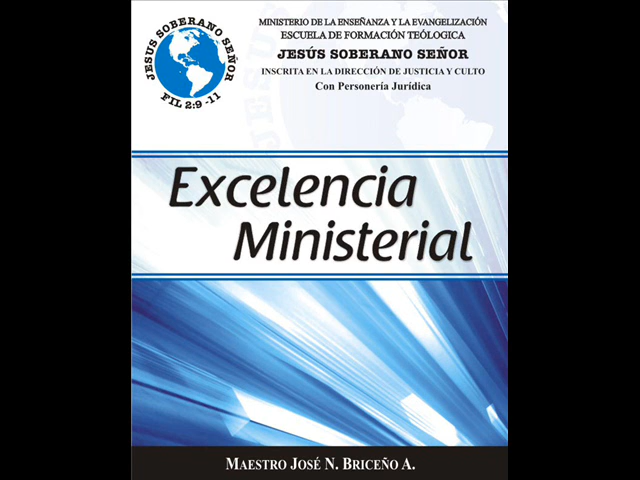 JESUS SOBERANO SEÑOR
FIL 2:9 -11
MINISTERIO DE LA ENSEÑANZA Y LA EVANGELIZACIÓN
ESCUELA DE FORMACIÓN TEÓLOGICA
JESÚS SOBERANO SEÑOR
INSCRITA EN LA DIRECCIÓN DE JUSTICIA Y CULTO
Con Personería Jurídica
Excelencia
Ministerial
MAESTRO JOSÉ N. BRICEÑO A.